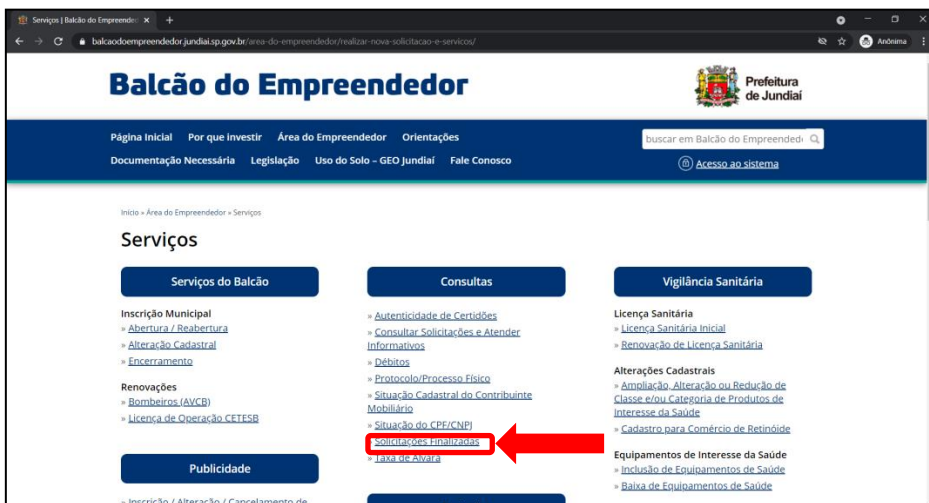 Serviços | Balcão do Empreendec
balcaodoempreendedor.jundiai.sp.gov.br/area-do-empreendedor/realizar-nova-solicitacao-e-servicos/
Anônima
Balcão do Empreendedor
Prefeitura
de Jundiaí
Página Inicial Por que investir Área do Empreendedor Orientações
buscar em Balcão do Empreended
Documentação Necessária Legislação Uso do Solo – GEO Jundiaí Fale Conosco
Acesso ao sistema
Início » Área do Empreendedor » Serviços
Serviços
Serviços do Balcão
Inscrição Municipal
» Abertura / Reabertura
» Alteração Cadastral
» Encerramento
Renovações
» Bombeiros (AVCB)
» Licença de Operação CETESB
Publicidade
» Inscrição / Alteração / Cancelamento de
Consultas
» Autenticidade de Certidões
» Consultar Solicitações e Atender
Informativos
» Débitos
» Protocolo/Processo Físico
» Situação Cadastral do Contribuinte
Mobiliário
» Situação do CPF/CNPJ
Solicitações Finalizadas
» Taxa de Alvará
Vigilância Sanitária
Licença Sanitária
» Licença Sanitária Inicial
» Renovação de Licença Sanitária
Alterações Cadastrais
» Ampliação, Alteração ou Redução de
Classe e/ou Categoria de Produtos de
Interesse da Saúde
» Cadastro para Comércio de Retinóide
Equipamentos de Interesse da Saúde
» Inclusão de Equipamentos de Saúde
» Baixa de Equipamentos de Saúde